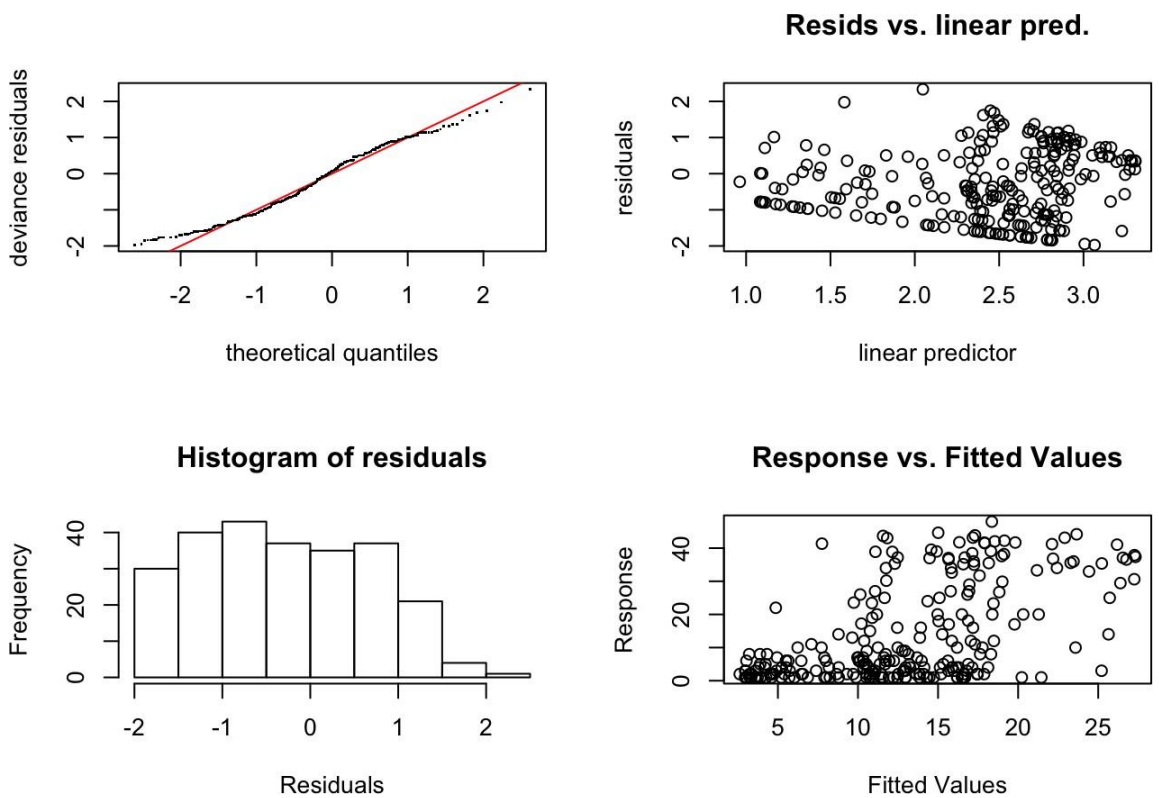 deviance residuals
2
1
0
-2
-2 -1 0 1 2
theoretical quantiles
Resids vs. linear pred.
residuals
2
1
0
-2
1.0 1.5 2.0 2.5 3.0
linear predictor
Histogram of residuals
Frequency
40
20
0
-2 -1 0 1 2
Residuals
Response vs. Fitted Values
Response
40
20
0
5 10 15 20 25
Fitted Values